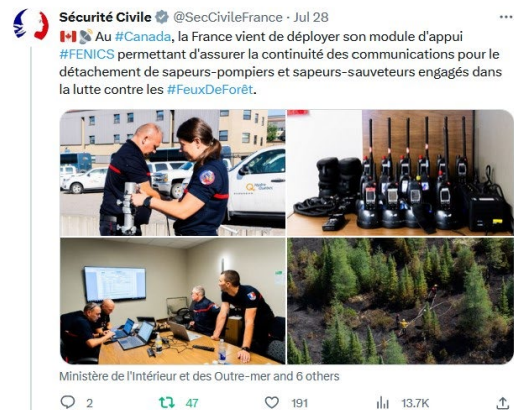 Sécurité Civile @SecCivileFrance · Jul 28
Au #Canada, la France vient de déployer son module d'appui
#FENICS permettant d'assurer la continuité des communications pour le
détachement de sapeurs-pompiers et sapeurs-sauveteurs engagés dans
la lutte contre les #FeuxDeForêt.
Ministère de l'Intérieur et des Outre-mer and 6 others
2 47 191 13.7K